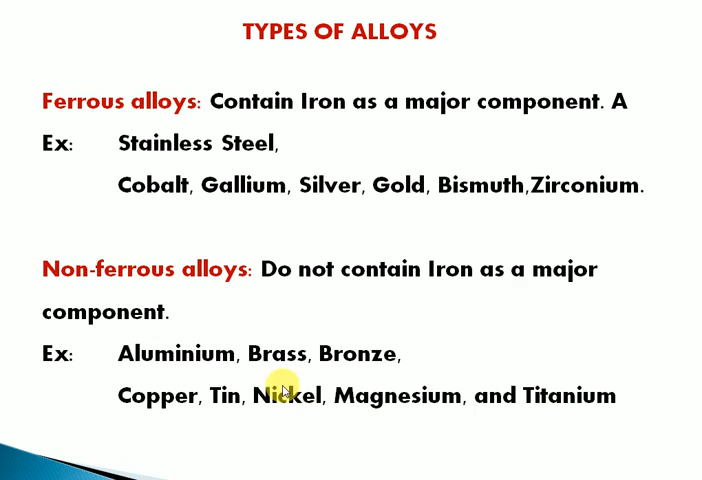 TYPES OF ALLOYS
Ferrous alloys: Contain Iron as a major component. A
Ex: Stainless Steel,
Cobalt, Gallium, Silver, Gold, Bismuth,Zirconium.
Non-ferrous alloys: Do not contain Iron as a major
component.
Ex: Aluminium, Brass, Bronze,
Copper, Tin, Nickel, Magnesium, and Titanium